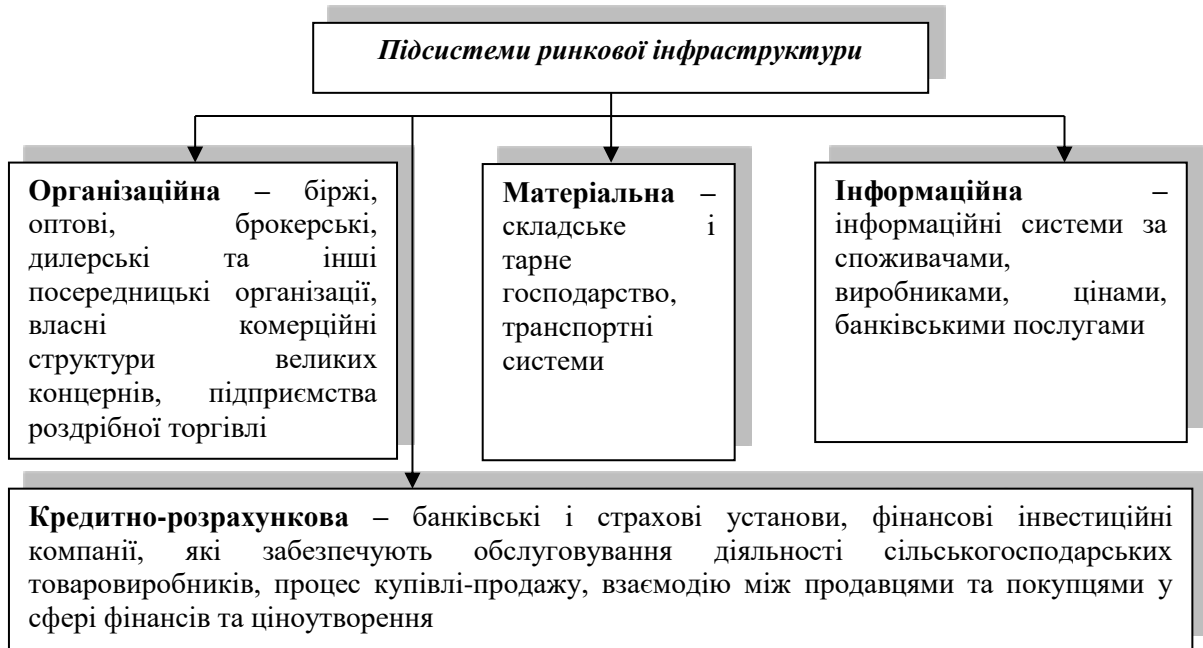 Підсистеми ринкової інфраструктури
Організаційна – біржі,
оптові, брокерські,
дилерські та інші
посередницькі організації,
власні комерційні
структури великих
концернів, підприємства
роздрібної торгівлі
Матеріальна –
складське і
тарне
господарство,
транспортні
системи
Інформаційна –
інформаційні системи за
споживачами,
виробниками, цінами,
банківськими послугами
Кредитно-розрахункова – банківські і страхові установи, фінансові інвестиційні
компанії, які забезпечують обслуговування діяльності сільськогосподарських
товаровиробників, процес купівлі-продажу, взаємодію між продавцями та покупцями у
сфері фінансів та ціноутворення